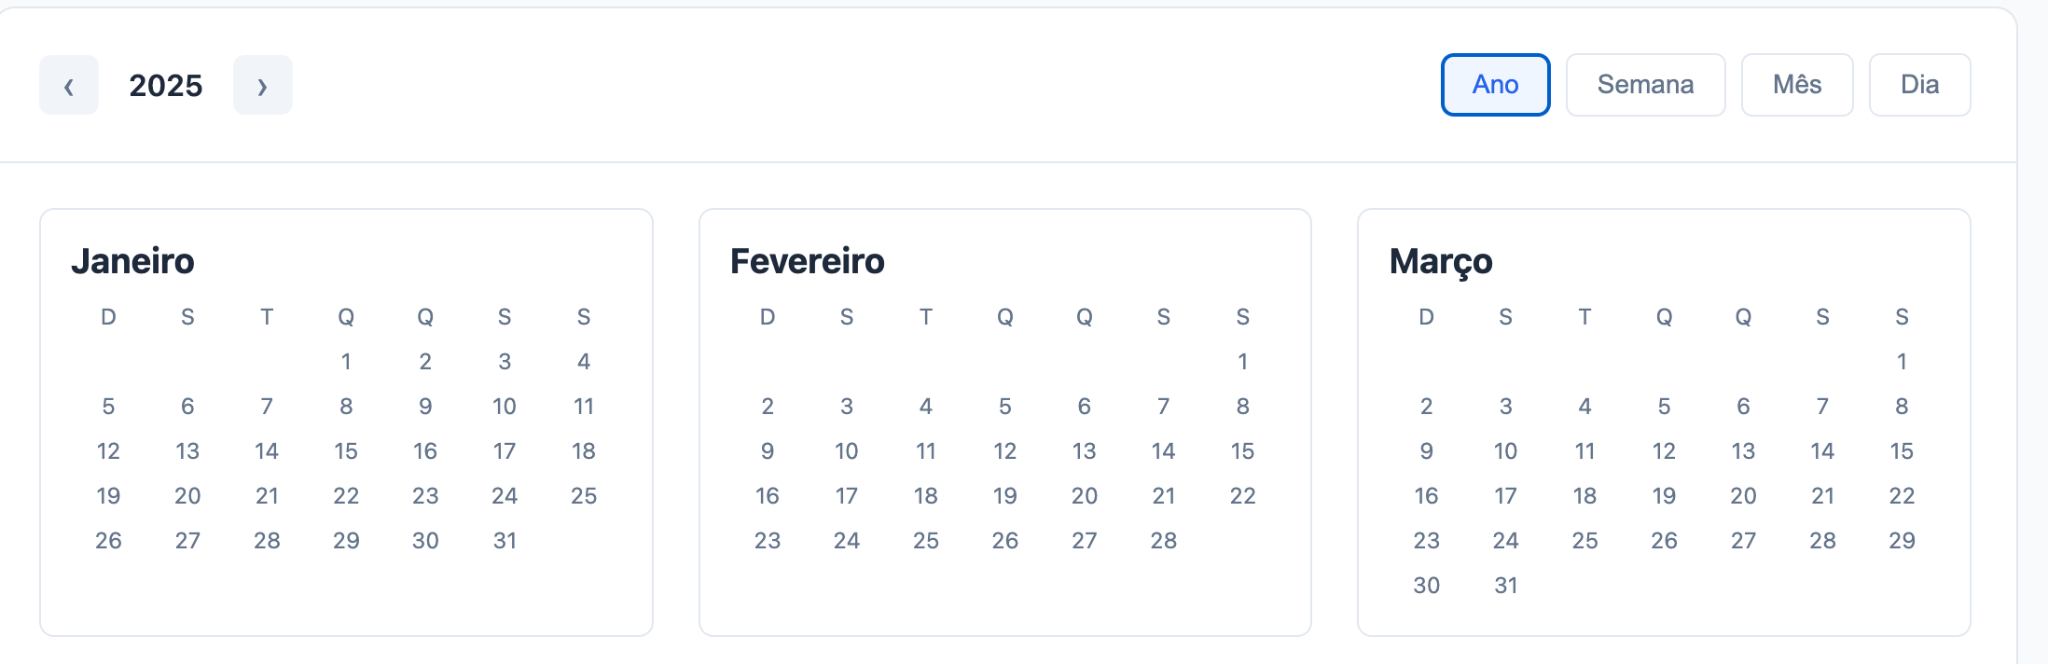 ‹ 2025 › Ano Semana Mês Dia
Janeiro
D S T Q Q S S
1 2 3 4
5 6 7 8 9 10 11
12 13 14 15 16 17 18
19 20 21 22 23 24 25
26 27 28 29 30 31
Fevereiro
D S T Q Q S S
1
2 3 4 5 6 7 8
9 10 11 12 13 14 15
16 17 18 19 20 21 22
23 24 25 26 27 28
Março
D S T Q Q S S
1
2 3 4 5 6 7 8
9 10 11 12 13 14 15
16 17 18 19 20 21 22
23 24 25 26 27 28 29
30 31